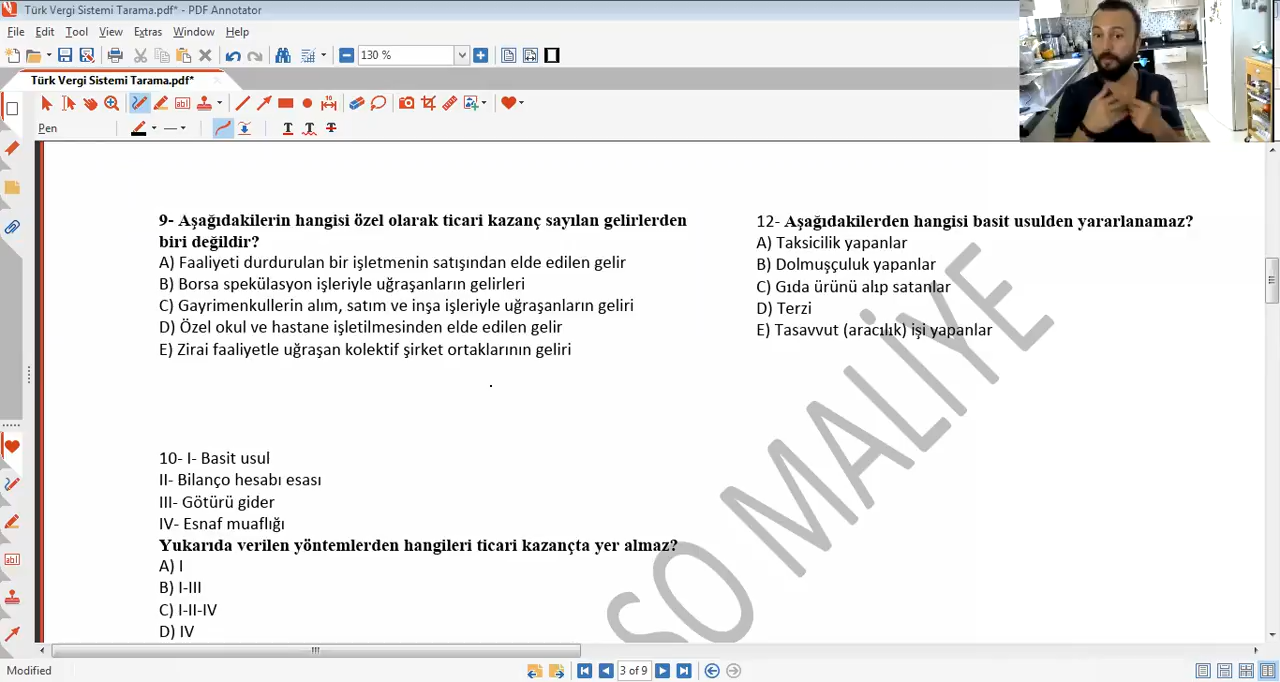 Türk Vergi Sistemi Tarama.pdf* - PDF Annotator
File Edit Tool View Extras Window Help
130 %
Türk Vergi Sistemi Tarama.pdf*
Pen
9- Aşağıdakilerin hangisi özel olarak ticari kazanç sayılan gelirlerden
biri değildir?
A) Faaliyeti durdurulan bir işletmenin satışından elde edilen gelir
B) Borsa spekülasyon işleriyle uğraşanların gelirleri
C) Gayrimenkullerin alım, satım ve inşa işleriyle uğraşanların geliri
D) Özel okul ve hastane işletilmesinden elde edilen gelir
E) Zirai faaliyetle uğraşan kolektif şirket ortaklarının geliri
10- I- Basit usul
II- Bilanço hesabı esası
III- Götürü gider
IV- Esnaf muaflığı
Yukarıda verilen yöntemlerden hangileri ticari kazançta yer almaz?
A) I
B) I-III
C) I-II-IV
D) IV
12- Aşağıdakilerden hangisi basit usulden yararlanamaz?
A) Taksicilik yapanlar
B) Dolmuşçuluk yapanlar
C) Gıda ürünü alıp satanlar
D) Terzi
E) Tasavvut (aracılık) işi yapanlar
SO MALİYE
Modified
3 of 9